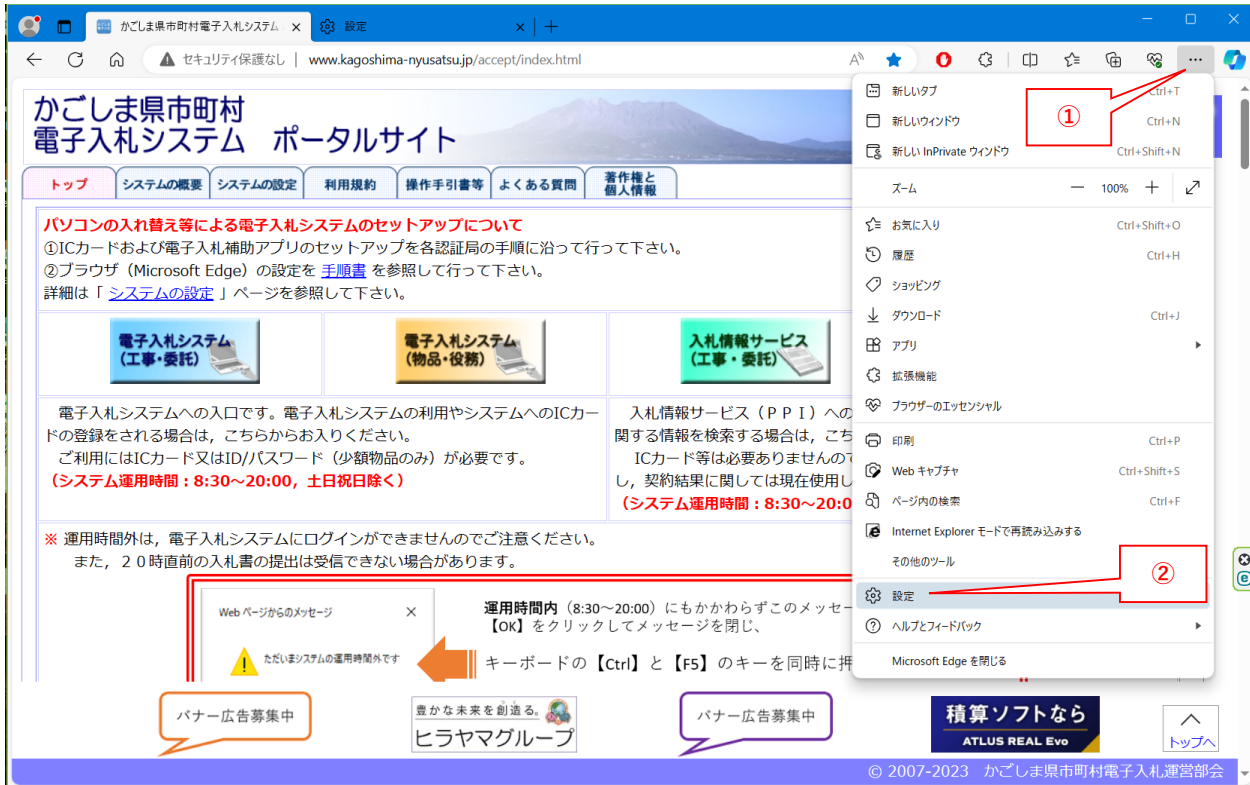 かごしま県市町村電子入札システム
設定
セキュリティ保護なし
www.kagoshima-nyusatsu.jp/accept/index.html
かごしま県市町村
電子入札システム ポータルサイト
トップ
システムの概要
システムの設定
利用規約
操作手引書等
よくある質問
著作権と
個人情報
パソコンの入れ替え等による電子入札システムのセットアップについて
①ICカードおよび電子入札補助アプリのセットアップを各認証局の手順に沿って行って下さい。
②ブラウザ（Microsoft Edge）の設定を 手順書 を参照して行って下さい。
詳細は「 システムの設定 」ページを参照して下さい。
電子入札システム
（工事・委託）
電子入札システム
（物品・役務）
入札情報サービス
（工事・委託）
電子入札システムへの入口です。電子入札システムの利用やシステムへのICカー
ドの登録をされる場合は，こちらからお入りください。
ご利用にはICカード又はID/パスワード（少額物品のみ）が必要です。
（システム運用時間：8:30～20:00，土日祝日除く）
入札情報サービス（ＰＰＩ）への
関する情報を検索する場合は，こち
ICカード等は必要ありませんので
し，契約結果に関しては現在使用し
（システム運用時間：8:30～20:0
※ 運用時間外は，電子入札システムにログインができませんのでご注意ください。
また，２０時直前の入札書の提出は受信できない場合があります。
Web ページからのメッセージ
ただいまシステムの運用時間外です
運用時間内（8:30～20:00）にもかかわらずこのメッセー
【OK】をクリックしてメッセージを閉じ、
キーボードの【Ctrl】と【F5】のキーを同時に押
新しいタブ Ctrl+T
新しいウィンドウ Ctrl+N
新しい InPrivate ウィンドウ Ctrl+Shift+N
ズーム 100%
お気に入り Ctrl+Shift+O
履歴 Ctrl+H
ショッピング
ダウンロード Ctrl+J
アプリ
拡張機能
ブラウザーのエッセンシャル
印刷 Ctrl+P
Web キャプチャ Ctrl+Shift+S
ページ内の検索 Ctrl+F
Internet Explorer モードで再読み込みする
その他のツール
設定
ヘルプとフィードバック
Microsoft Edge を閉じる
①
②
バナー広告募集中
豊かな未来を創造る。
ヒラヤマグループ
バナー広告募集中
積算ソフトなら
ATLUS REAL Evo
トップへ
© 2007-2023 かごしま県市町村電子入札運営部会